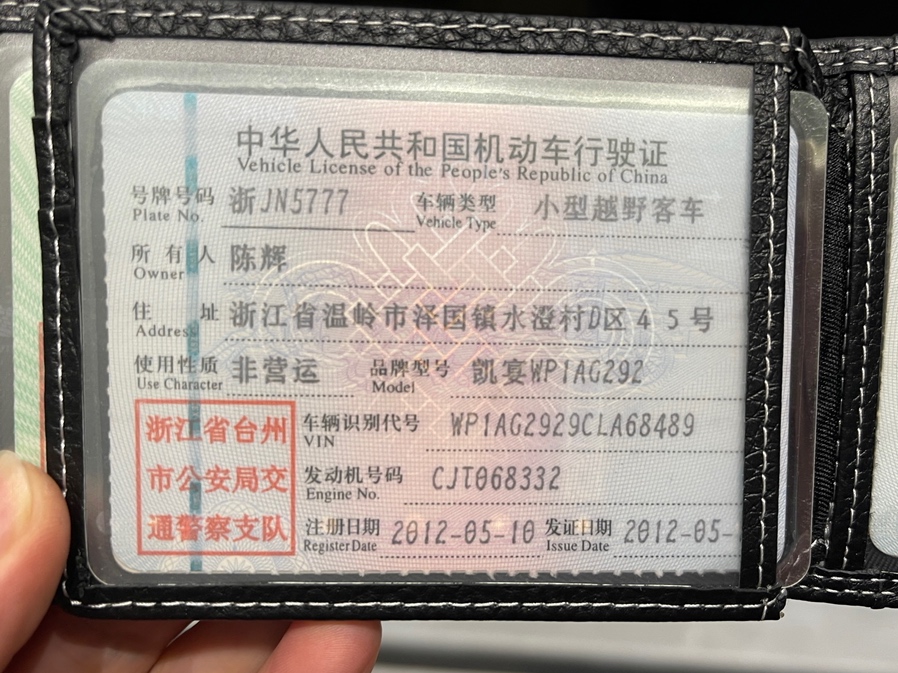 中华人民共和国机动车行驶证
Vehicle License of the People's Republic of China
号牌号码 浙JN5777 车辆类型 小型越野客车
Plate No. Vehicle Type
所有人 陈辉
Owner
住址 浙江省温岭市泽国镇水澄村D区45号
Address
使用性质 非营运 品牌型号 凯宴WP1AG292
Use Character Model
浙江省台州
市公安局交
通警察支队
车辆识别代号 WP1AG2929CLA68489
VIN
发动机号码 CJT068332
Engine No.
注册日期 2012-05-10 发证日期 2012-05-
Register Date Issue Date